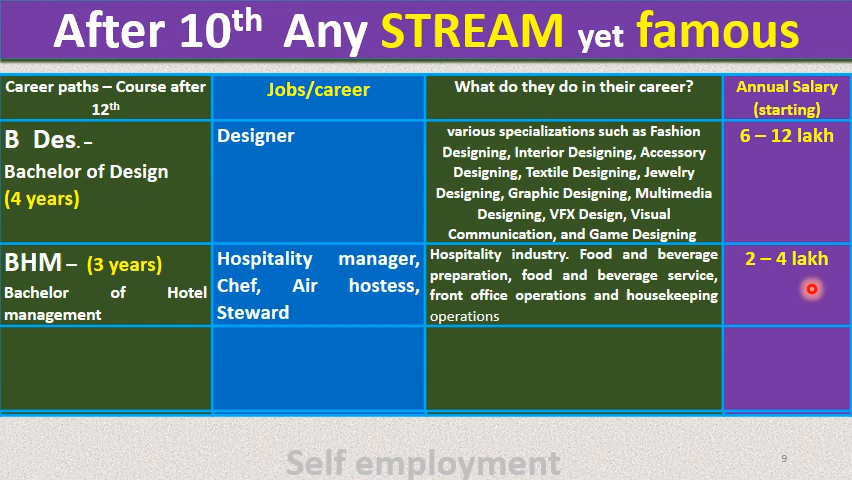 After 10th Any STREAM yet famous
Career paths – Course after
12th
Jobs/career
What do they do in their career?
Annual Salary
(starting)
B Des. –
Bachelor of Design
(4 years)
Designer
various specializations such as Fashion
Designing, Interior Designing, Accessory
Designing, Textile Designing, Jewelry
Designing, Graphic Designing, Multimedia
Designing, VFX Design, Visual
Communication, and Game Designing
6 – 12 lakh
BHM – (3 years)
Bachelor of Hotel
management
Hospitality manager,
Chef, Air hostess,
Steward
Hospitality industry. Food and beverage
preparation, food and beverage service,
front office operations and housekeeping
operations
2 – 4 lakh
Self employment
9